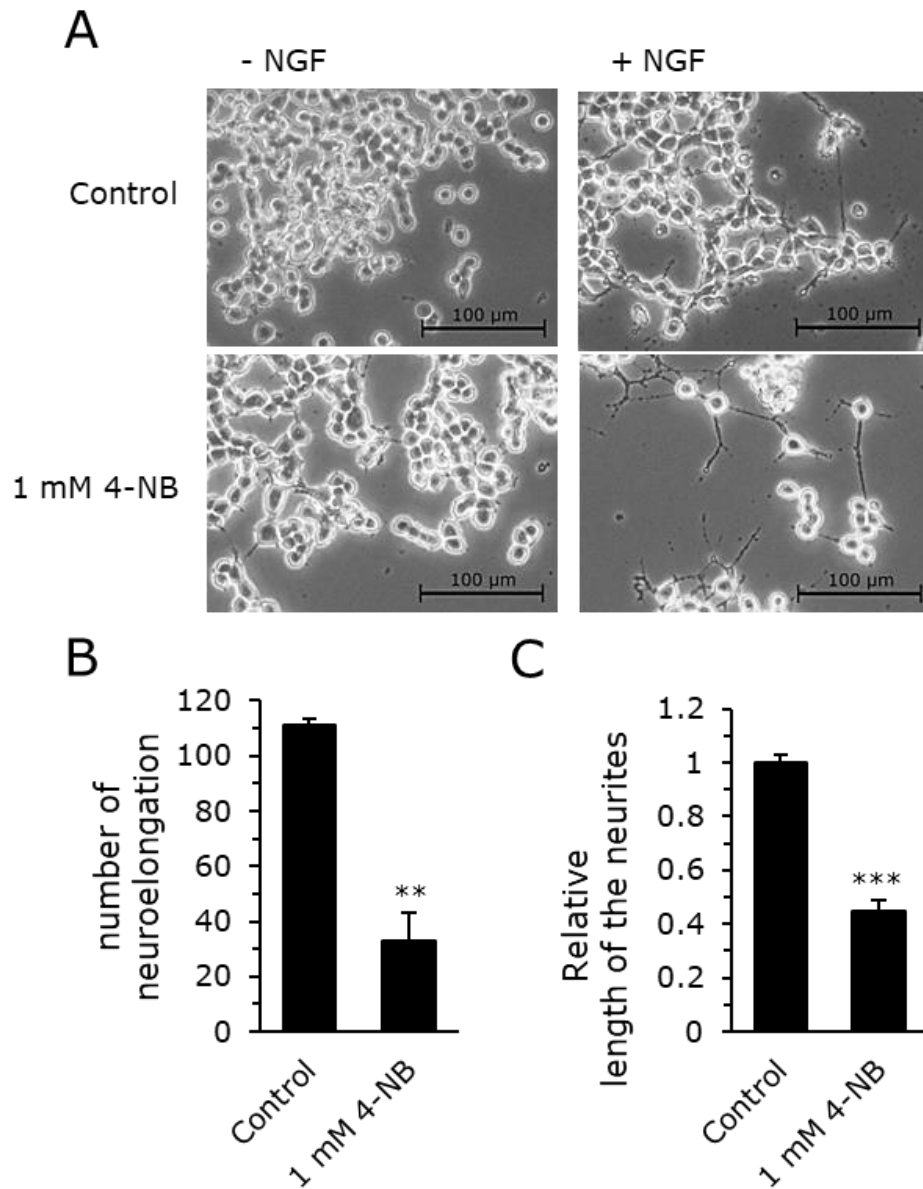 A
- NGF
+ NGF
Control
100 μm
100 μm
1 mM 4-NB
100 μm
100 μm
B
number of
neuroelongation
120
100
80
60
40
20
0
**
Control
1 mM 4-NB
C
Relative
length of the neurites
1.2
1
0.8
0.6
0.4
0.2
0
***
Control
1 mM 4-NB